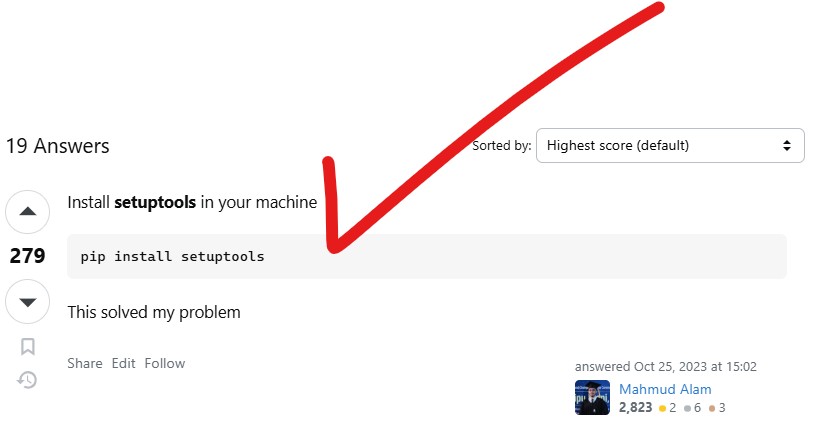 19 Answers
Sorted by: Highest score (default)
Install setuptools in your machine
279
pip install setuptools
This solved my problem
Share Edit Follow
answered Oct 25, 2023 at 15:02
Mahmud Alam
2,823 2 6 3